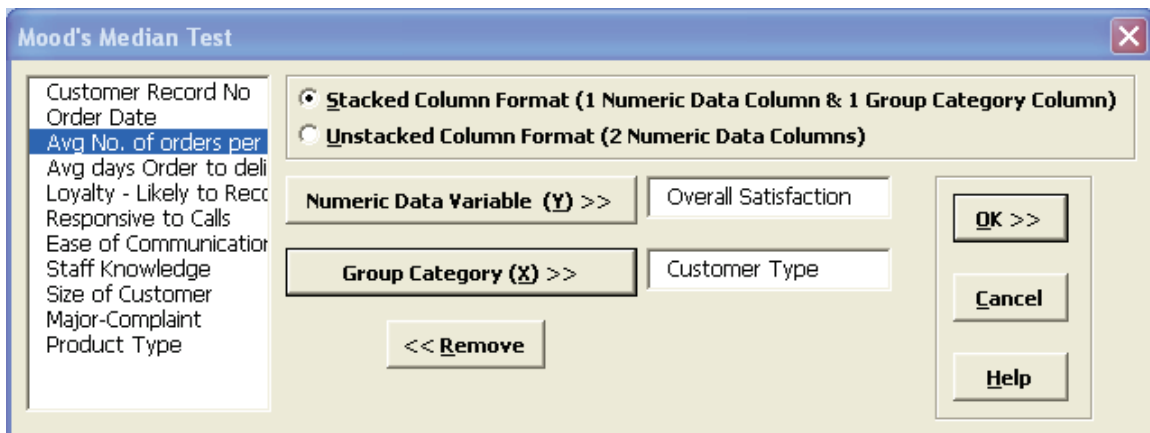 Mood's Median Test
Customer Record No
Order Date
Avg No. of orders per
Avg days Order to deli
Loyalty - Likely to Reco
Responsive to Calls
Ease of Communication
Staff Knowledge
Size of Customer
Major-Complaint
Product Type
Stacked Column Format (1 Numeric Data Column & 1 Group Category Column)
Unstacked Column Format (2 Numeric Data Columns)
Numeric Data Variable (Y) >>
Overall Satisfaction
Group Category (X) >>
Customer Type
<< Remove
OK >>
Cancel
Help